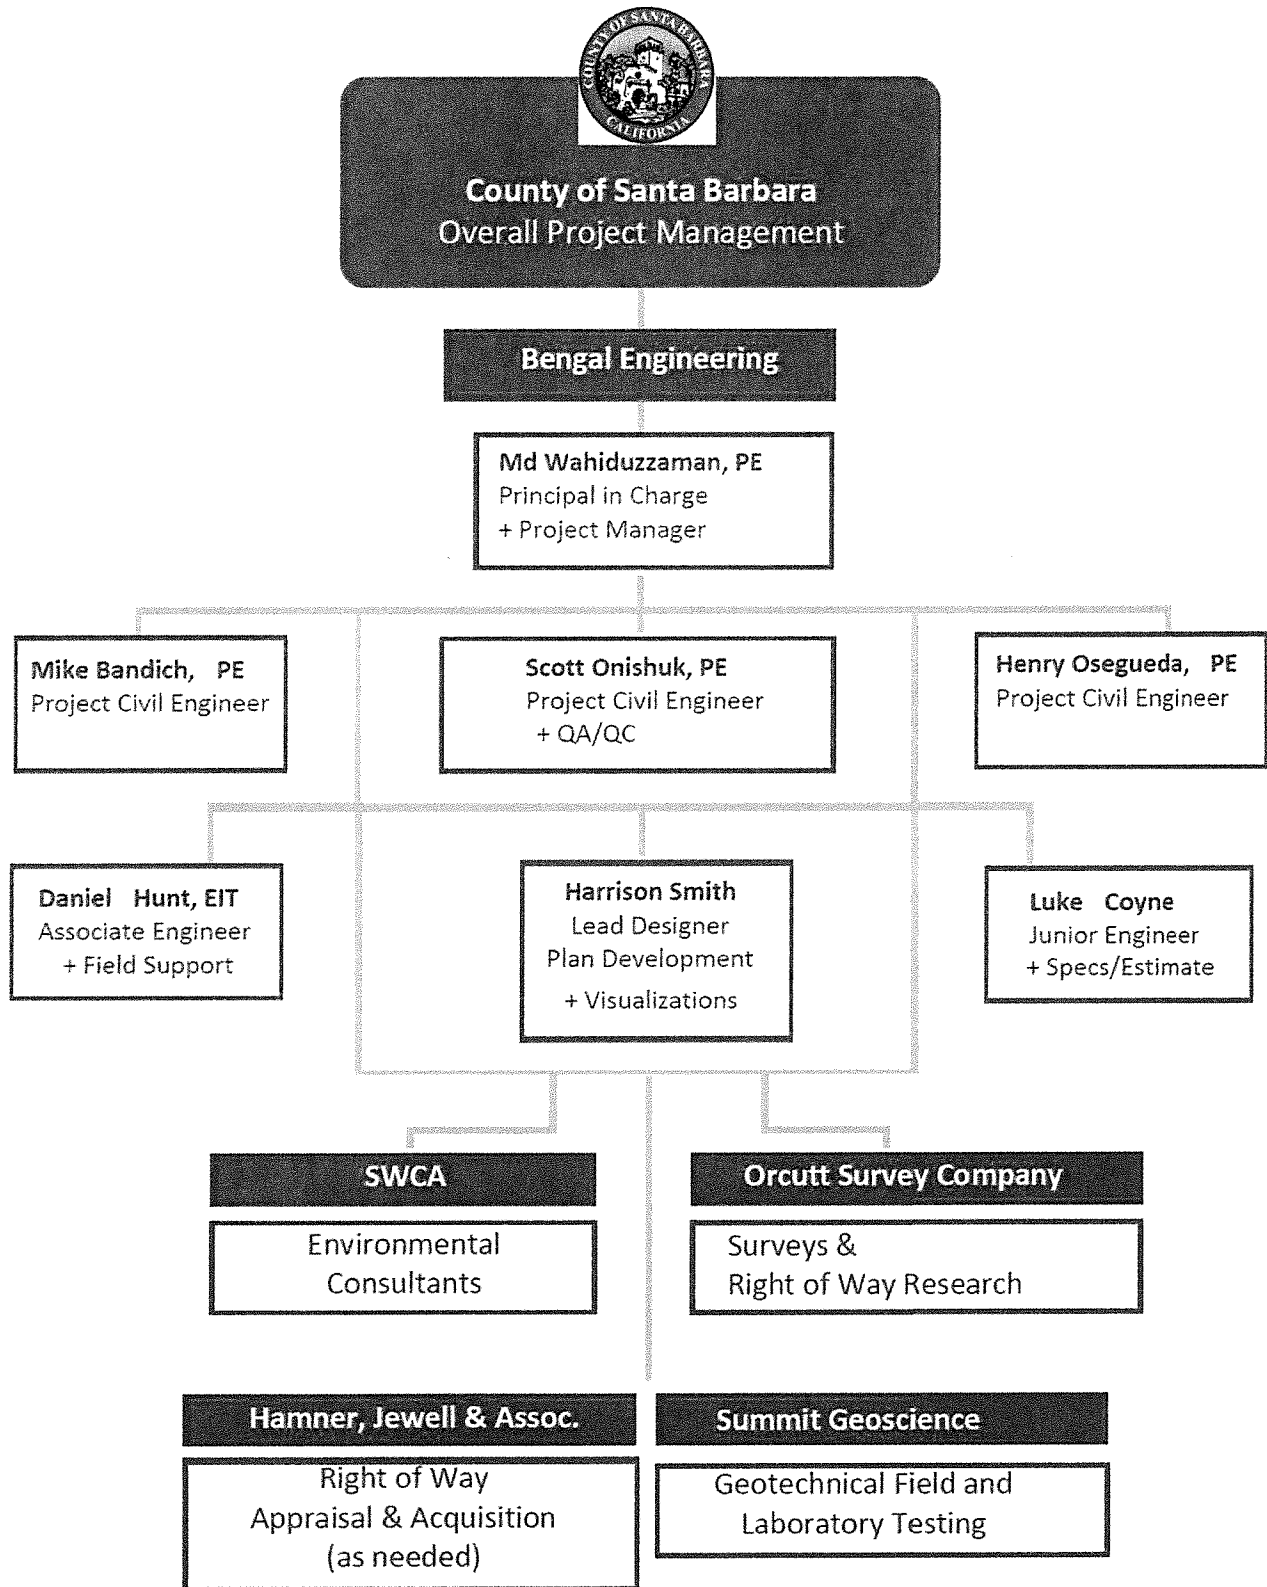 COUNTY OF SANTA BARBARA
CALIFORNIA
County of Santa Barbara
Overall Project Management
Bengal Engineering
Md Wahiduzzaman, PE
Principal in Charge
+ Project Manager
Mike Bandich, PE
Project Civil Engineer
Scott Onishuk, PE
Project Civil Engineer
+ QA/QC
Henry Osegueda, PE
Project Civil Engineer
Daniel Hunt, EIT
Associate Engineer
+ Field Support
Harrison Smith
Lead Designer
Plan Development
+ Visualizations
Luke Coyne
Junior Engineer
+ Specs/Estimate
SWCA
Environmental
Consultants
Orcutt Survey Company
Surveys &
Right of Way Research
Hamner, Jewell & Assoc.
Right of Way
Appraisal & Acquisition
(as needed)
Summit Geoscience
Geotechnical Field and
Laboratory Testing